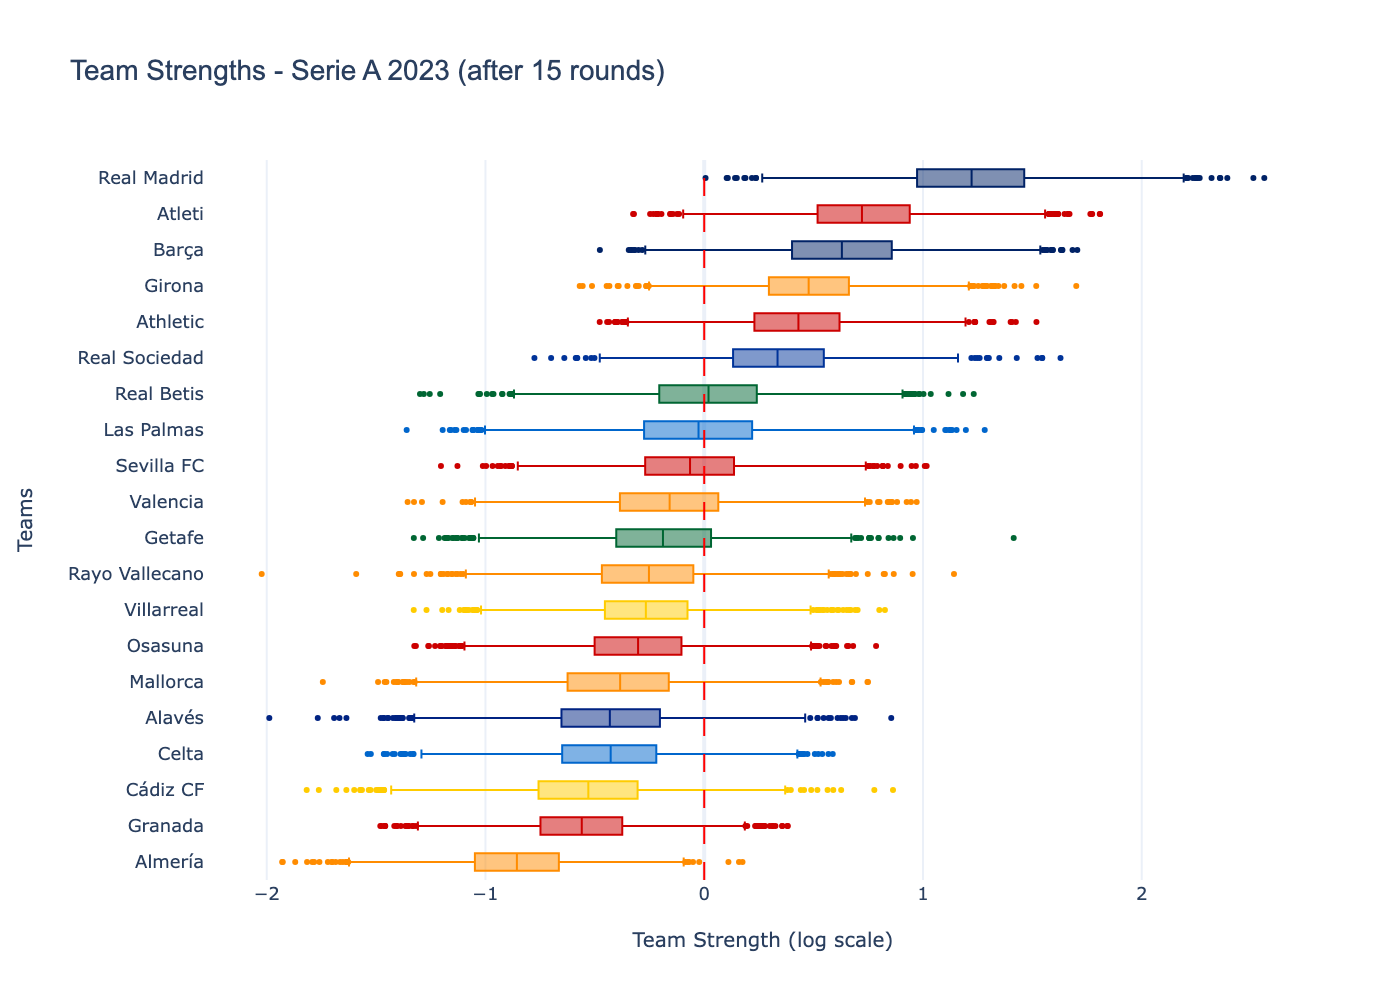 Team Strengths - Serie A 2023 (after 15 rounds)
Real Madrid
Atleti
Barça
Girona
Athletic
Real Sociedad
Real Betis
Las Palmas
Sevilla FC
Valencia
Getafe
Rayo Vallecano
Villarreal
Osasuna
Mallorca
Alavés
Celta
Cádiz CF
Granada
Almería
Teams
−2 −1 0 1 2
Team Strength (log scale)